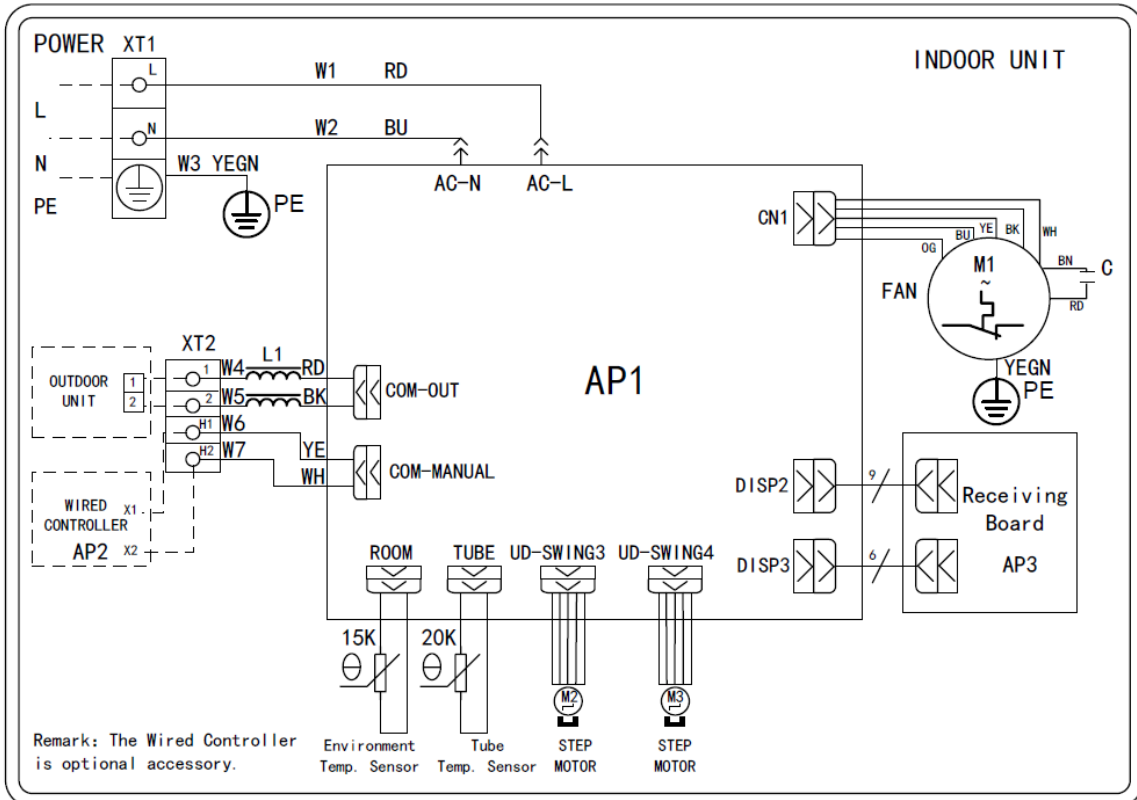 POWER XT1
INDOOR UNIT
L
W1 RD
L
N
W2 BU
N
W3 YEGN
PE
PE
AC-N AC-L
CN1
OG BU YE BK WH
M1
~
FAN
BN
C
RD
YEGN
PE
XT2
OUTDOOR
UNIT
1
2
1
W4 L1 RD
2
W5 BK
COM-OUT
H1
W6
YE
H2
W7
WH
COM-MANUAL
AP1
WIRED
CONTROLLER
AP2
X1
X2
DISP2
9
Receiving
Board
AP3
DISP3
6
ROOM TUBE UD-SWING3 UD-SWING4
15K 20K
θ θ
M2 M3
Environment
Temp. Sensor
Tube
Temp. Sensor
STEP
MOTOR
STEP
MOTOR
Remark: The Wired Controller
is optional accessory.